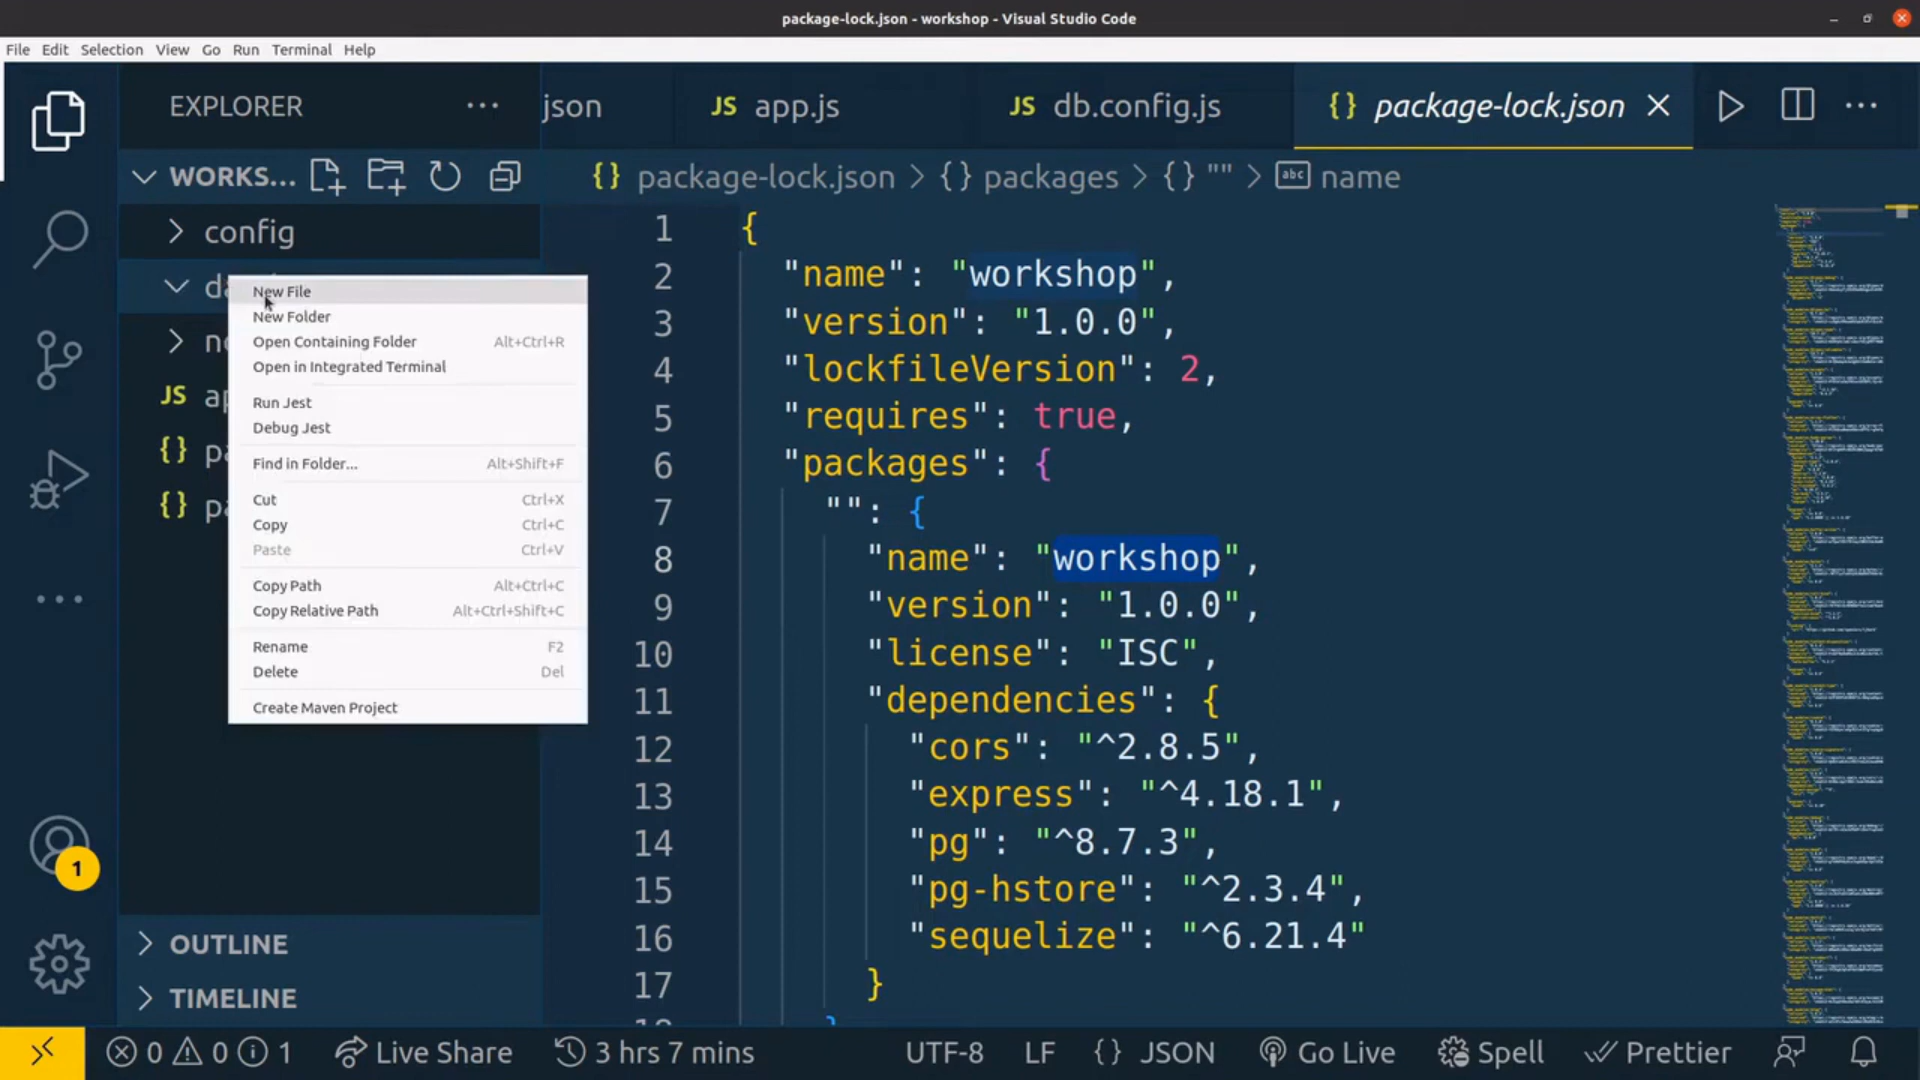 package-lock.json - workshop - Visual Studio Code
File Edit Selection View Go Run Terminal Help
EXPLORER
json
JS app.js
JS db.config.js
{} package-lock.json
WORKS...
{} package-lock.json > {} packages > {} "" > abc name
config
JS
{}
{}
New File
New Folder
Open Containing Folder Alt+Ctrl+R
Open in Integrated Terminal
Run Jest
Debug Jest
Find in Folder... Alt+Shift+F
Cut Ctrl+X
Copy Ctrl+C
Paste Ctrl+V
Copy Path Alt+Ctrl+C
Copy Relative Path Alt+Ctrl+Shift+C
Rename F2
Delete Del
Create Maven Project
1 {
2 "name": "workshop",
3 "version": "1.0.0",
4 "lockfileVersion": 2,
5 "requires": true,
6 "packages": {
7 "": {
8 "name": "workshop",
9 "version": "1.0.0",
10 "license": "ISC",
11 "dependencies": {
12 "cors": "^2.8.5",
13 "express": "^4.18.1",
14 "pg": "^8.7.3",
15 "pg-hstore": "^2.3.4",
16 "sequelize": "^6.21.4"
17 }
1
OUTLINE
TIMELINE
0 0 1 Live Share 3 hrs 7 mins UTF-8 LF {} JSON Go Live Spell Prettier